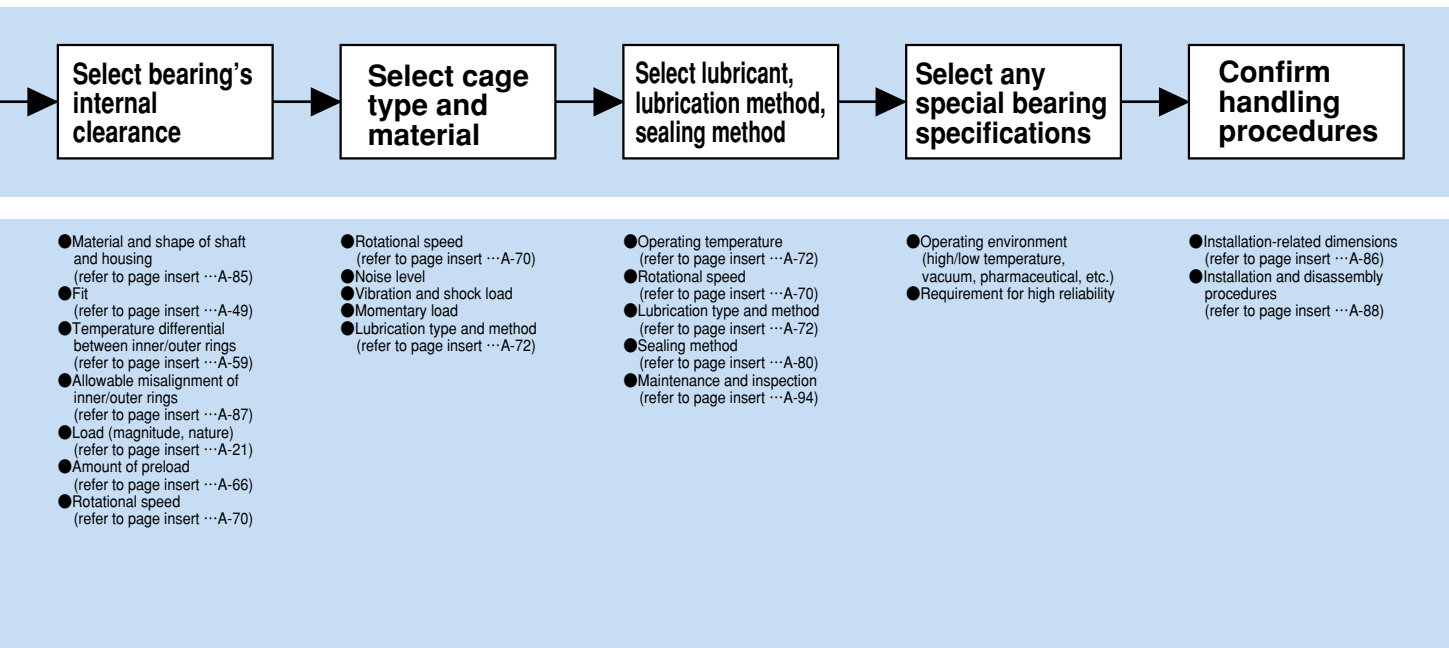 Select bearing's
internal
clearance
Select cage
type and
material
Select lubricant,
lubrication method,
sealing method
Select any
special bearing
specifications
Confirm
handling
procedures
●Material and shape of shaft
and housing
(refer to page insert …A-85)
●Fit
(refer to page insert …A-49)
●Temperature differential
between inner/outer rings
(refer to page insert …A-59)
●Allowable misalignment of
inner/outer rings
(refer to page insert …A-87)
●Load (magnitude, nature)
(refer to page insert …A-21)
●Amount of preload
(refer to page insert …A-66)
●Rotational speed
(refer to page insert …A-70)
●Rotational speed
(refer to page insert …A-70)
●Noise level
●Vibration and shock load
●Momentary load
●Lubrication type and method
(refer to page insert …A-72)
●Operating temperature
(refer to page insert …A-72)
●Rotational speed
(refer to page insert …A-70)
●Lubrication type and method
(refer to page insert …A-72)
●Sealing method
(refer to page insert …A-80)
●Maintenance and inspection
(refer to page insert …A-94)
●Operating environment
(high/low temperature,
vacuum, pharmaceutical, etc.)
●Requirement for high reliability
●Installation-related dimensions
(refer to page insert …A-86)
●Installation and disassembly
procedures
(refer to page insert …A-88)